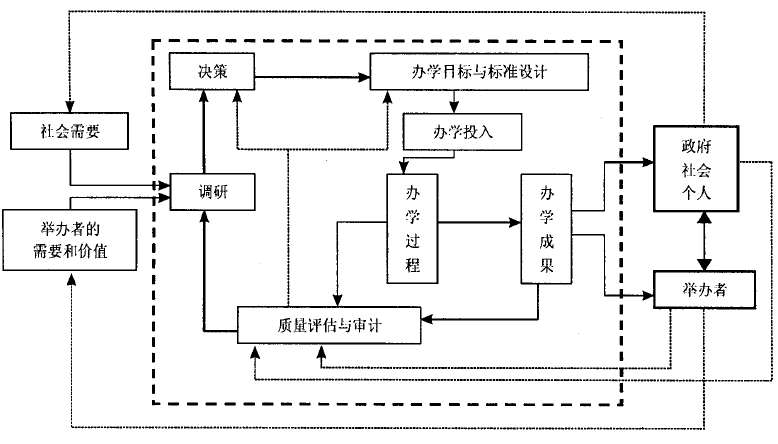 决策
办学目标与标准设计
社会需要
办学投入
政府
社会
个人
调研
办
学
过
程
办
学
成
果
举办者的
需要和价值
举办者
质量评估与审计